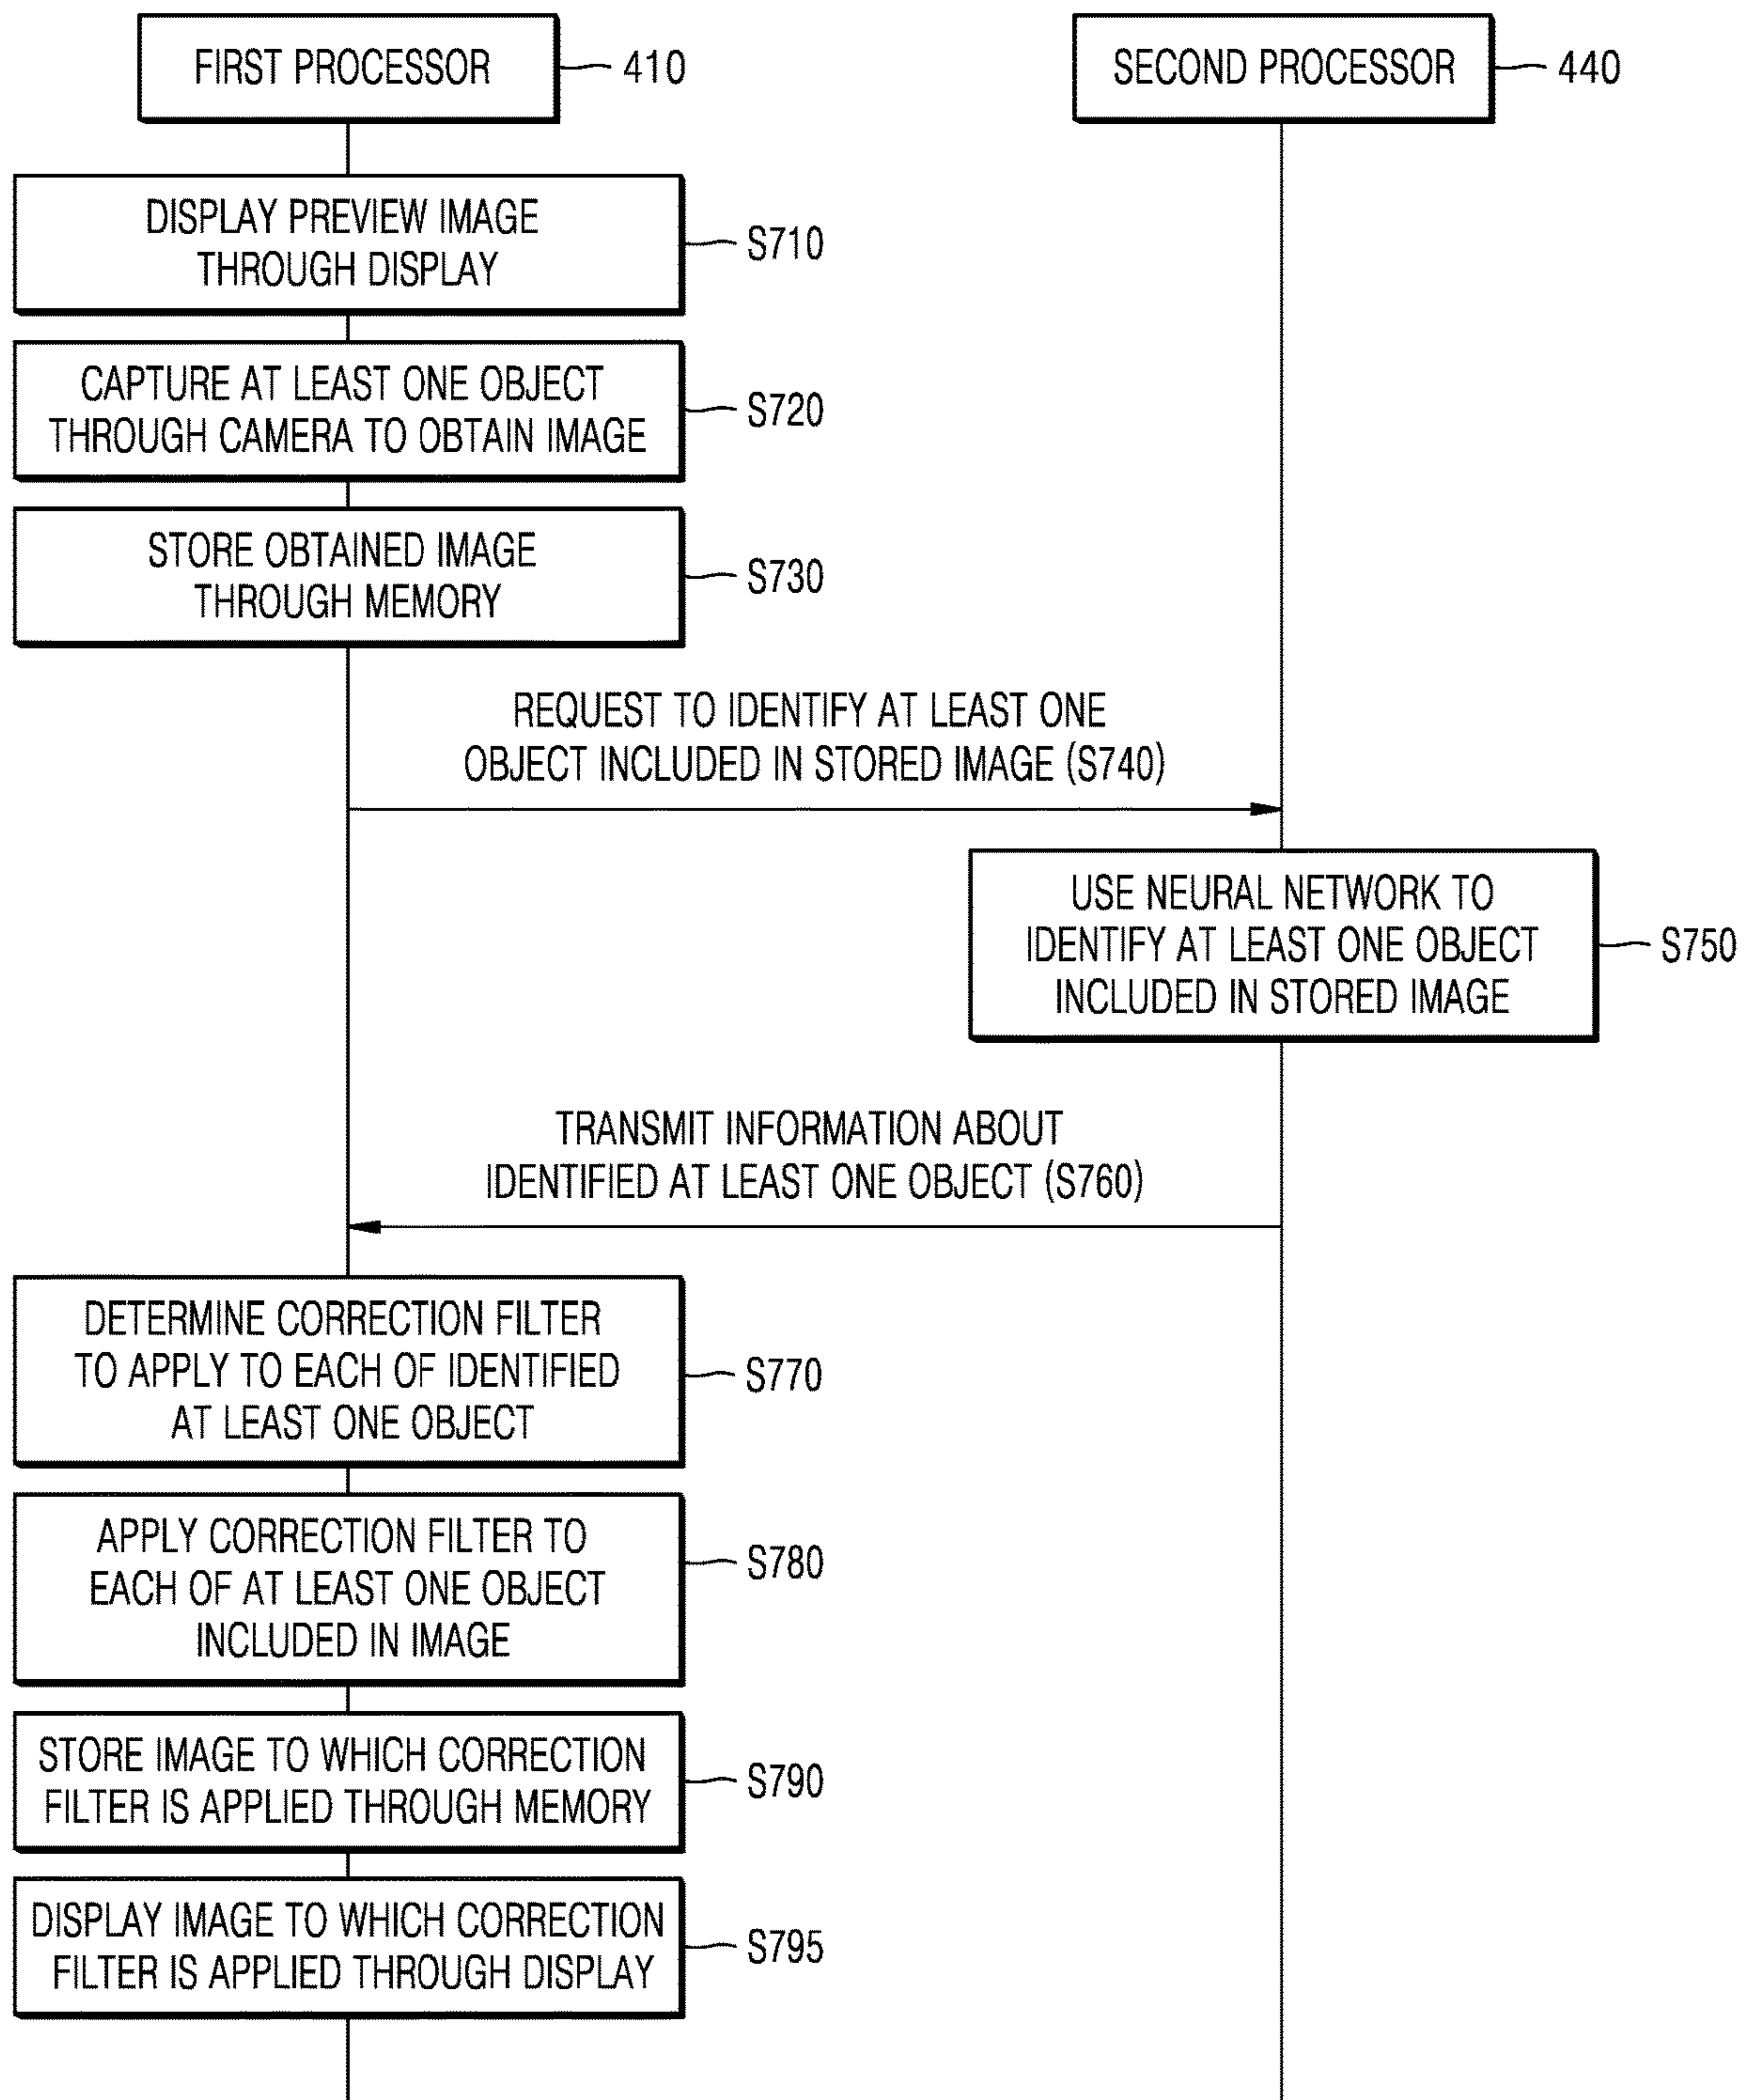 FIRST PROCESSOR
410
SECOND PROCESSOR
440
DISPLAY PREVIEW IMAGE
THROUGH DISPLAY
S710
CAPTURE AT LEAST ONE OBJECT
THROUGH CAMERA TO OBTAIN IMAGE
S720
STORE OBTAINED IMAGE
THROUGH MEMORY
S730
REQUEST TO IDENTIFY AT LEAST ONE
OBJECT INCLUDED IN STORED IMAGE (S740)
USE NEURAL NETWORK TO
IDENTIFY AT LEAST ONE OBJECT
INCLUDED IN STORED IMAGE
S750
TRANSMIT INFORMATION ABOUT
IDENTIFIED AT LEAST ONE OBJECT (S760)
DETERMINE CORRECTION FILTER
TO APPLY TO EACH OF IDENTIFIED
AT LEAST ONE OBJECT
S770
APPLY CORRECTION FILTER TO
EACH OF AT LEAST ONE OBJECT
INCLUDED IN IMAGE
S780
STORE IMAGE TO WHICH CORRECTION
FILTER IS APPLIED THROUGH MEMORY
S790
DISPLAY IMAGE TO WHICH CORRECTION
FILTER IS APPLIED THROUGH DISPLAY
S795